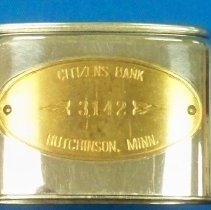 CITIZENS BANK
3142
HUTCHINSON, MINN.